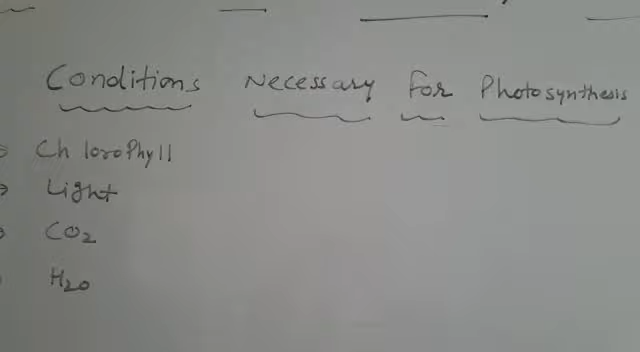 Conditions Necessary For Photosynthesis
Chlorophyll
Light
CO2
H2O